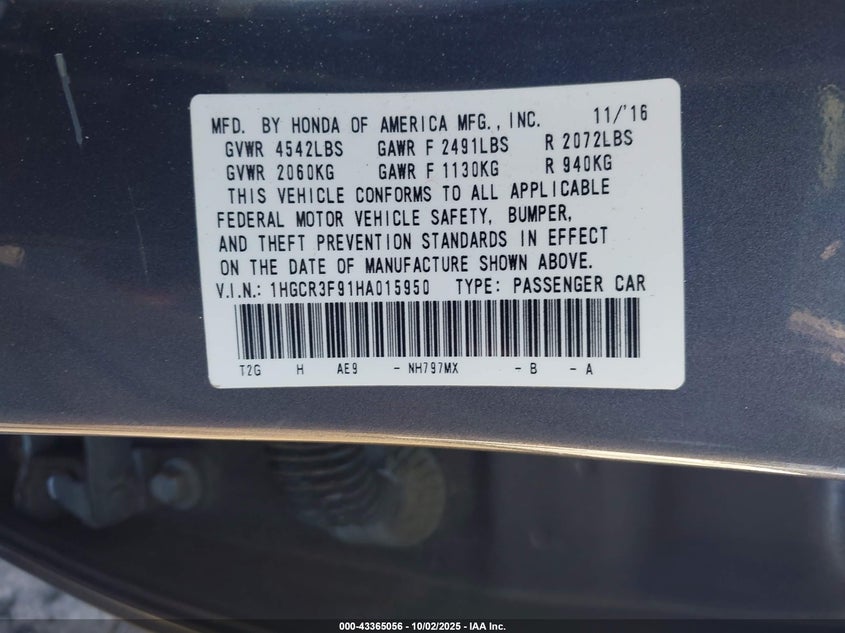 MFD. BY HONDA OF AMERICA MFG., INC. 11/'16
GVWR 4542LBS GAWR F 2491LBS R 2072LBS
GVWR 2060KG GAWR F 1130KG R 940KG
THIS VEHICLE CONFORMS TO ALL APPLICABLE
FEDERAL MOTOR VEHICLE SAFETY, BUMPER,
AND THEFT PREVENTION STANDARDS IN EFFECT
ON THE DATE OF MANUFACTURE SHOWN ABOVE.
V.I.N.: 1HGCR3F91HA015950 TYPE: PASSENGER CAR
T2G H AE9 - NH797MX - B - A
000-43365056 - 10/02/2025 - IAA Inc.